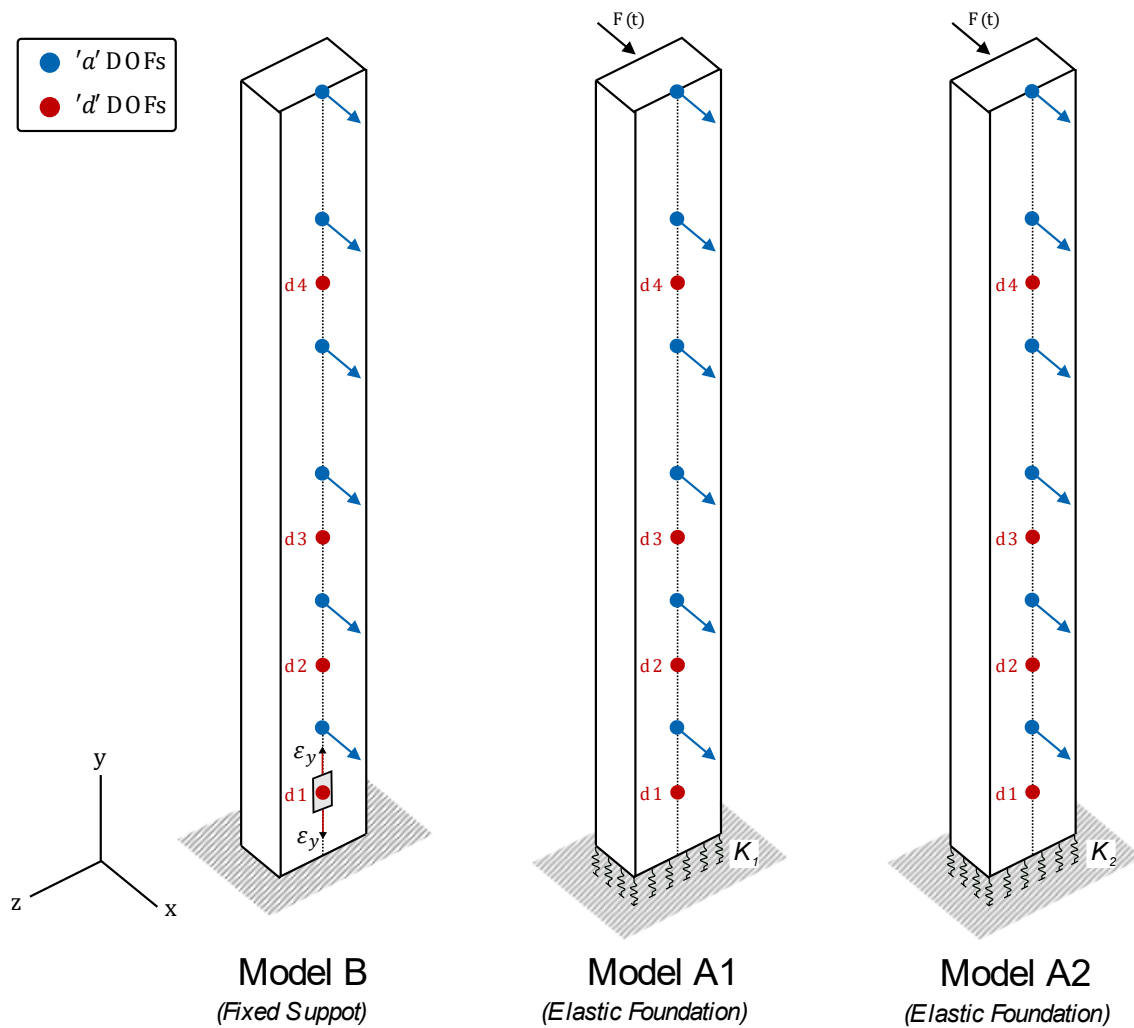 'a' DOFs
'd' DOFs
F(t)
F(t)
d4
d4
d4
d3
d3
d3
d2
d2
d2
εy
d1
d1
d1
εy
K1
K2
y
z
x
Model B
(Fixed Suppot)
Model A1
(Elastic Foundation)
Model A2
(Elastic Foundation)